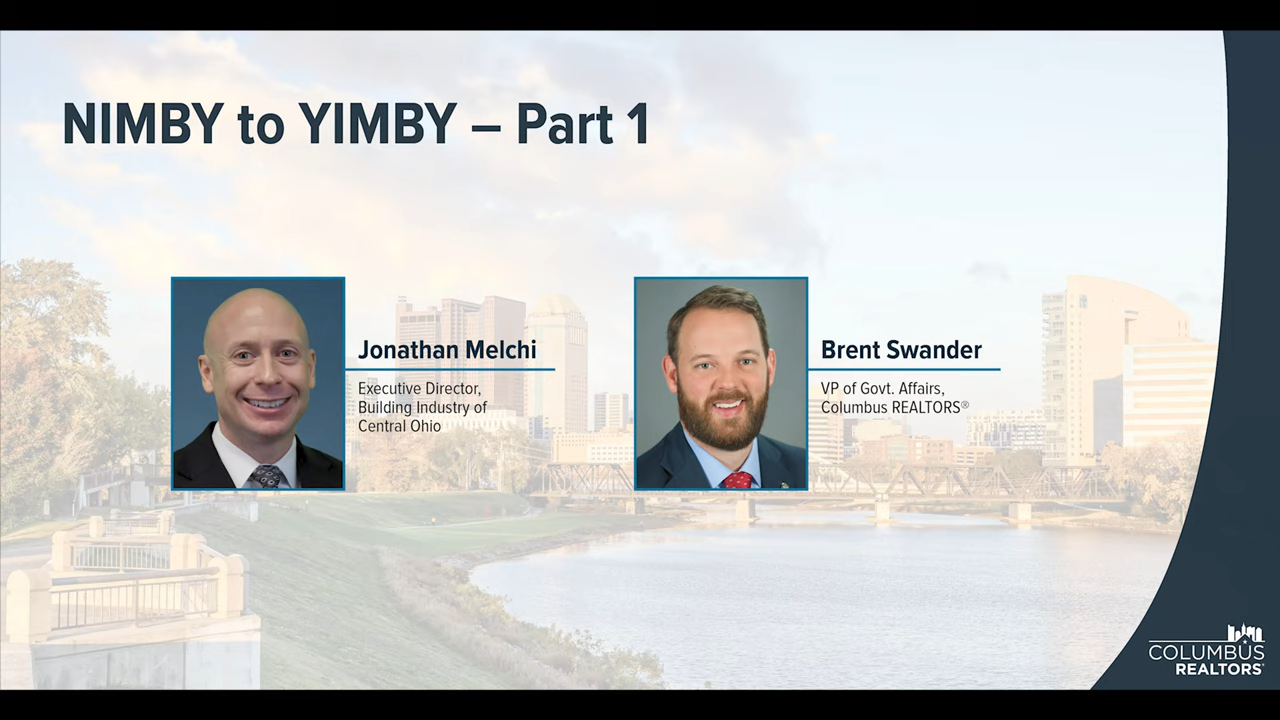 NIMBY to YIMBY – Part 1
Jonathan Melchi
Executive Director,
Building Industry of
Central Ohio
Brent Swander
VP of Govt. Affairs,
Columbus REALTORS®
COLUMBUS
REALTORS®